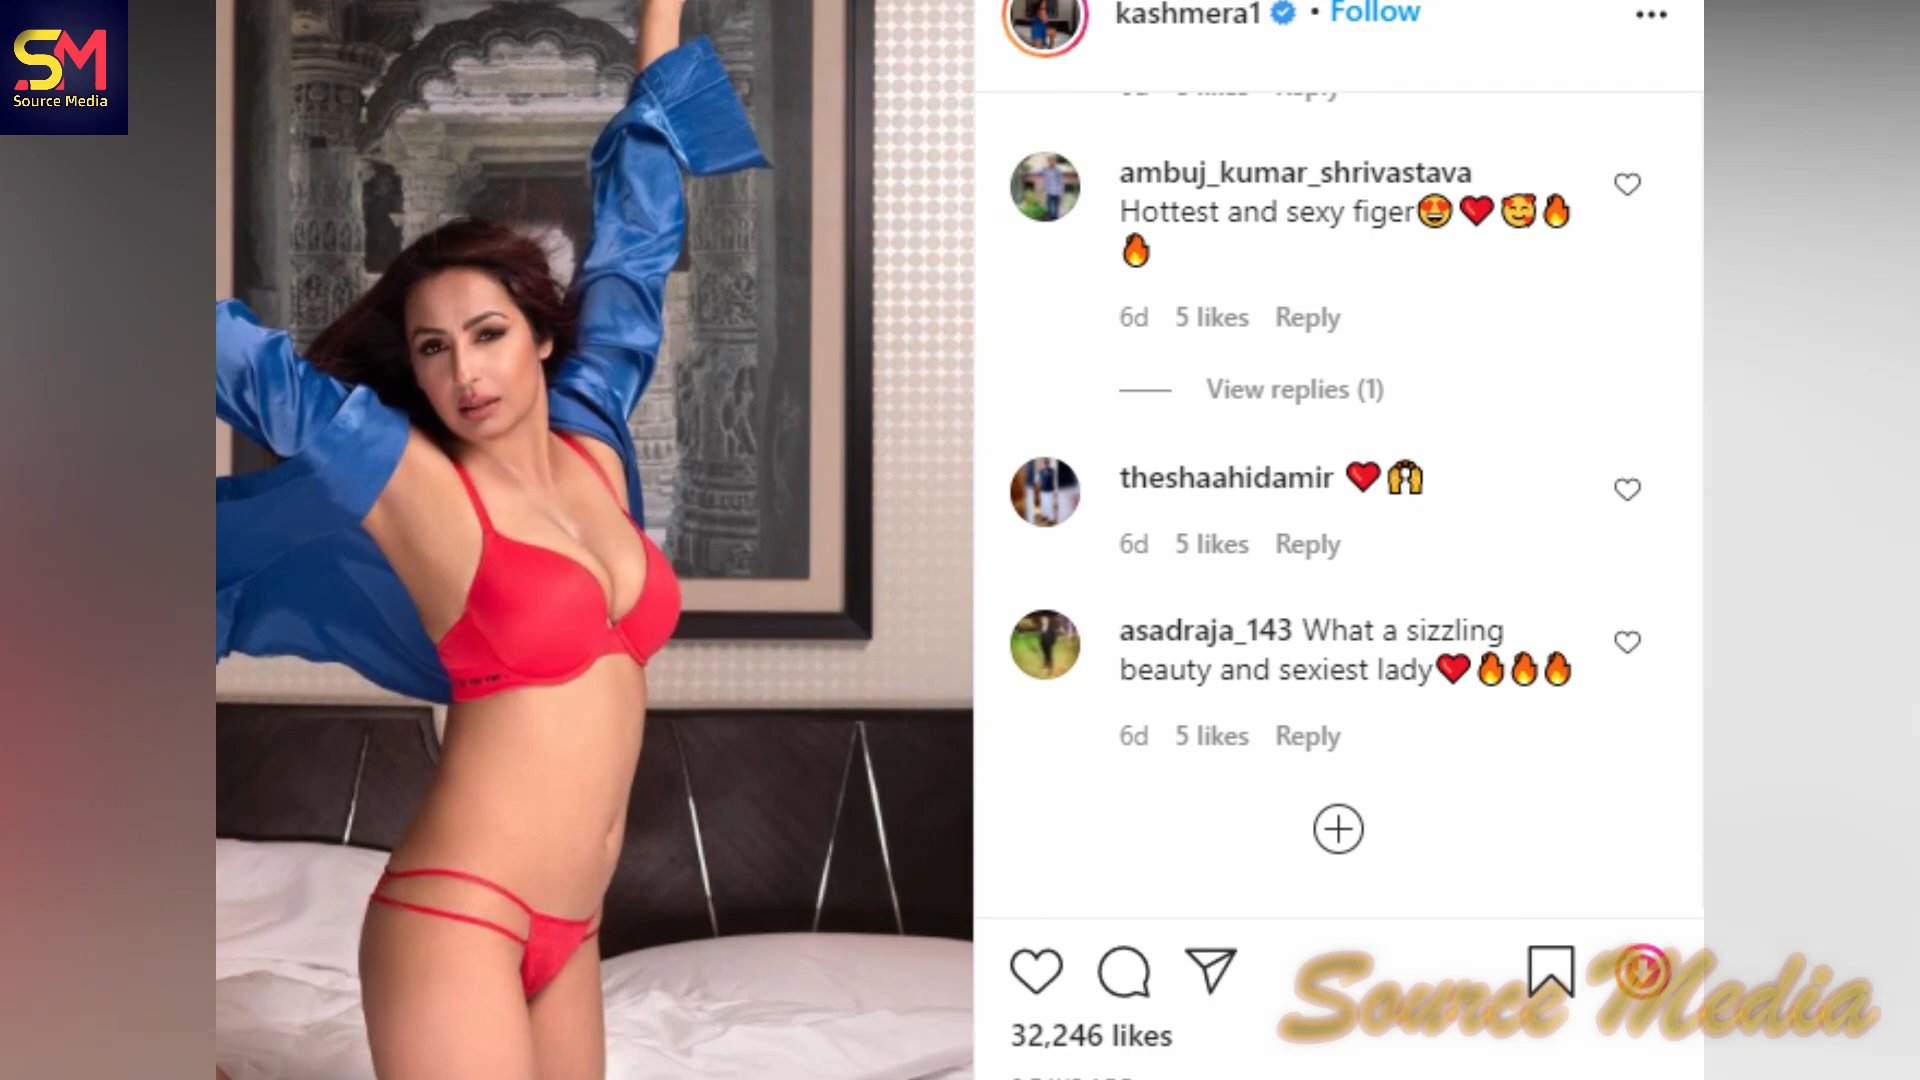 SM
Source Media
kashmera1 • Follow
Reply
ambuj_kumar_shrivastava
Hottest and sexy figer😍❤️🥰🔥
🔥
6d 5 likes Reply
View replies (1)
theshaahidamir ❤️🙌
6d 5 likes Reply
asadraja_143 What a sizzling
beauty and sexiest lady❤️🔥🔥🔥
6d 5 likes Reply
32,246 likes
Source Media